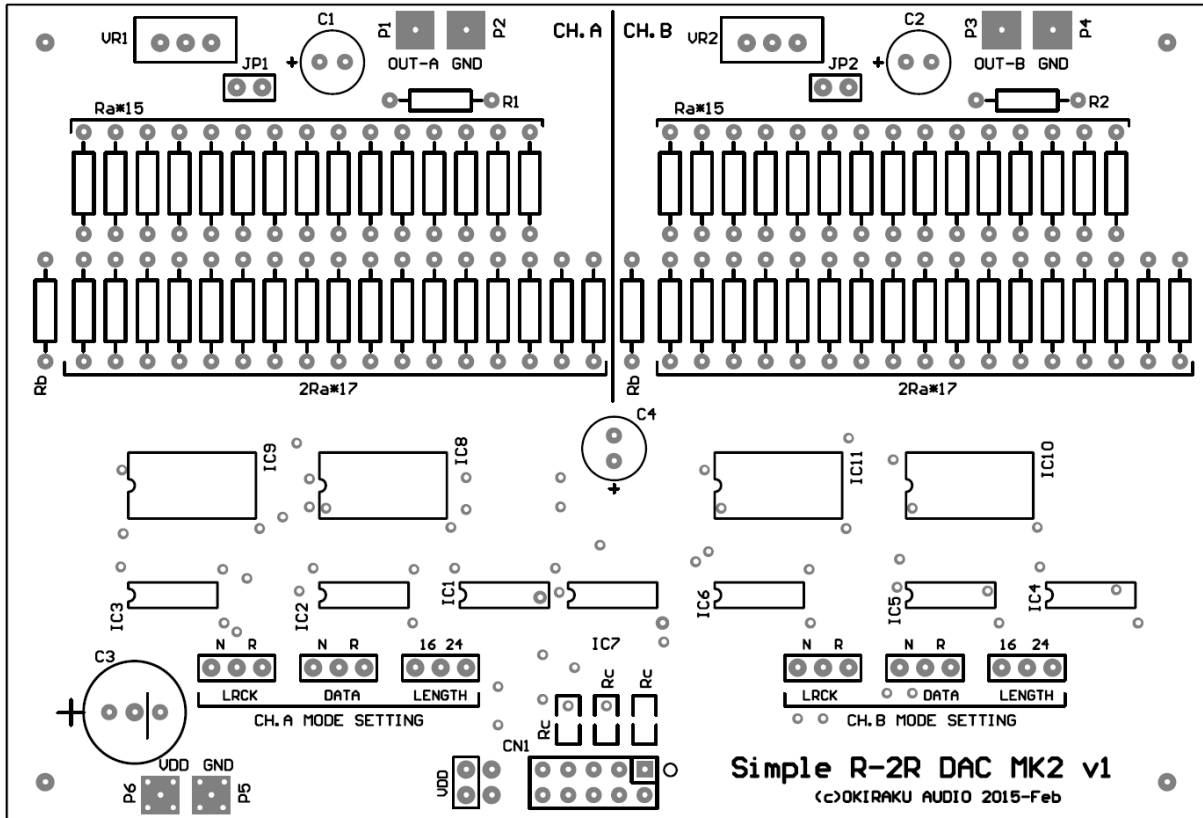 VR1
C1
+
P1
P2
OUT-A GND
CH.A
CH.B
VR2
C2
+
P3
P4
OUT-B GND
JP1
R1
JP2
R2
Ra*15
Ra*15
Rb
2Ra*17
Rb
2Ra*17
C4
+
IC9
IC8
IC11
IC10
IC3
IC2
IC1
IC7
IC6
IC5
IC4
N R
N R
16 24
LRCK
DATA
LENGTH
CH.A MODE SETTING
N R
N R
16 24
LRCK
DATA
LENGTH
CH.B MODE SETTING
C3
+
Rc
Rc
Rc
CN1
VDD
VDD GND
P6
P5
Simple R-2R DAC MK2 v1
(c)OKIRAKU AUDIO 2015-Feb